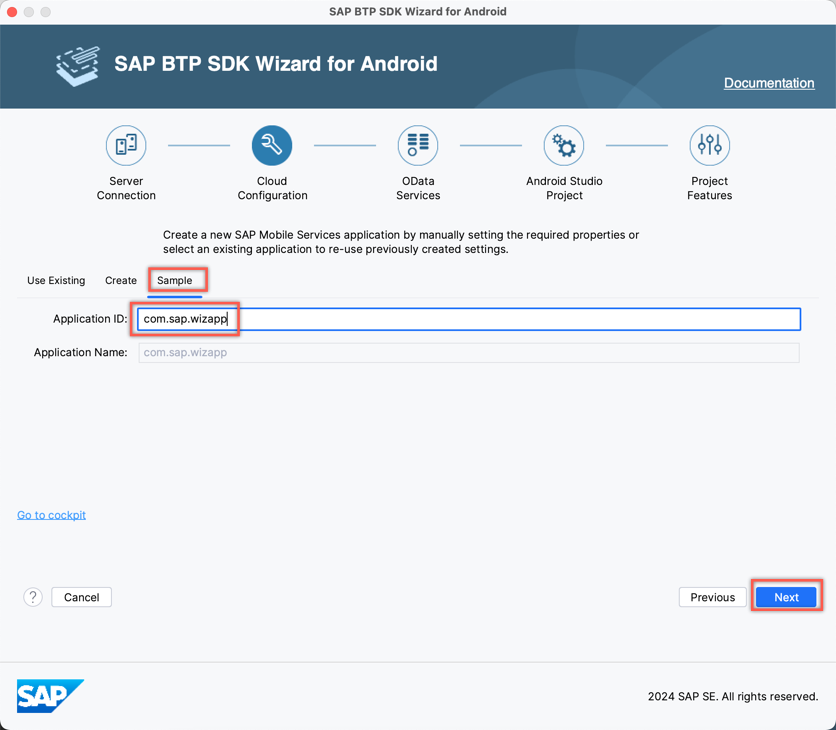 SAP BTP SDK Wizard for Android
SAP BTP SDK Wizard for Android
Documentation
Server
Connection
Cloud
Configuration
OData
Services
Android Studio
Project
Project
Features
Create a new SAP Mobile Services application by manually setting the required properties or
select an existing application to re-use previously created settings.
Use Existing Create Sample
Application ID: com.sap.wizapp
Application Name: com.sap.wizapp
Go to cockpit
? Cancel Previous Next
SAP 2024 SAP SE. All rights reserved.